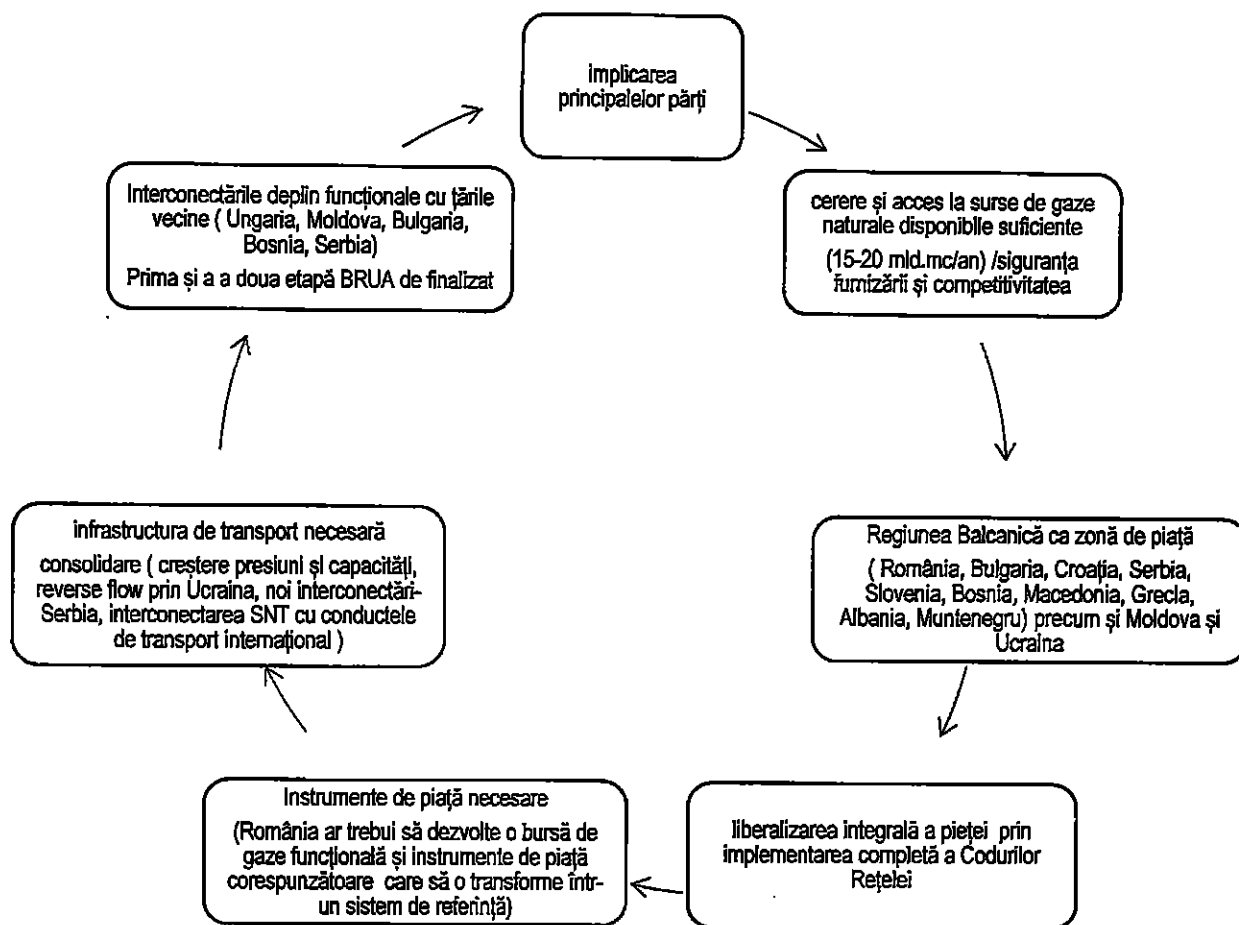 implicarea
principalelor părți
Interconectările deplin funcționale cu țările
vecine ( Ungaria, Moldova, Bulgaria,
Bosnia, Serbia)
Prima și a a doua etapă BRUA de finalizat
cerere și acces la surse de gaze
naturale disponibile suficiente
(15-20 mld.mc/an) /siguranța
furnizării și competitivitatea
infrastructura de transport necesară
consolidare ( creștere presiuni și capacități,
reverse flow prin Ucraina, noi interconectări-
Serbia, interconectarea SNT cu conductele
de transport internațional )
Regiunea Balcanică ca zonă de piață
( România, Bulgaria, Croația, Serbia,
Slovenia, Bosnia, Macedonia, Grecia,
Albania, Muntenegru) precum și Moldova și
Ucraina
Instrumente de piață necesare
(România ar trebui să dezvolte o bursă de
gaze funcțională și instrumente de piață
corespunzătoare care să o transforme într-
un sistem de referință)
liberalizarea integrală a pieței prin
implementarea completă a Codurilor
Rețelei